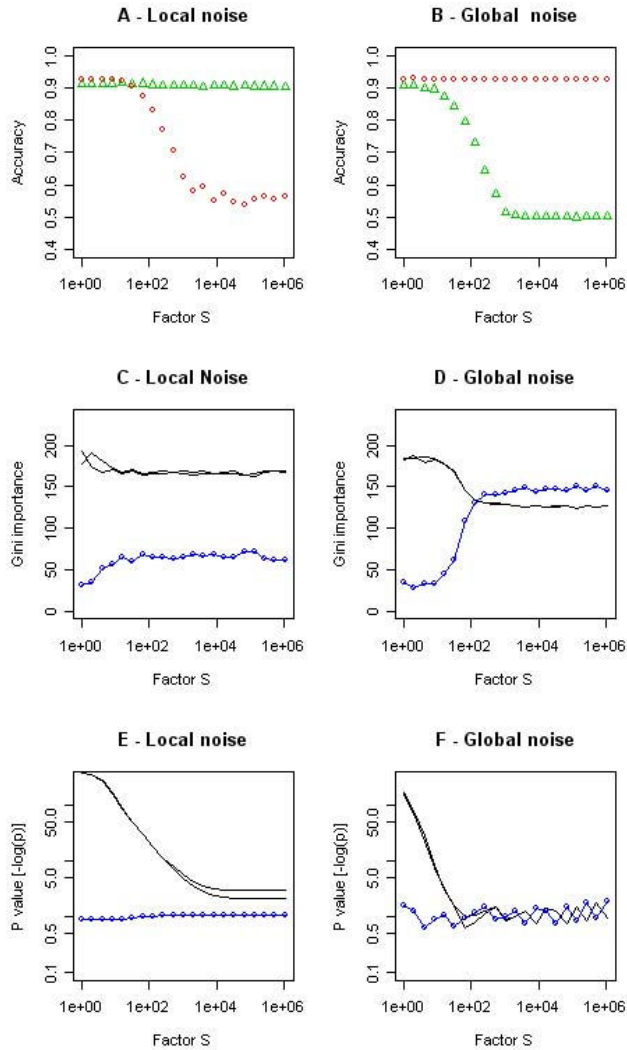 A - Local noise
Accuracy
1.0
0.9
0.8
0.7
0.6
0.5
0.4
1e+00 1e+02 1e+04 1e+06
Factor S
B - Global noise
Accuracy
1.0
0.9
0.8
0.7
0.6
0.5
0.4
1e+00 1e+02 1e+04 1e+06
Factor S
C - Local Noise
Gini importance
200
150
100
50
0
1e+00 1e+02 1e+04 1e+06
Factor S
D - Global noise
Gini importance
200
150
100
50
0
1e+00 1e+02 1e+04 1e+06
Factor S
E - Local noise
P value [-log(p)]
50.0
5.0
0.5
0.1
1e+00 1e+02 1e+04 1e+06
Factor S
F - Global noise
P value [-log(p)]
50.0
5.0
0.5
0.1
1e+00 1e+02 1e+04 1e+06
Factor S